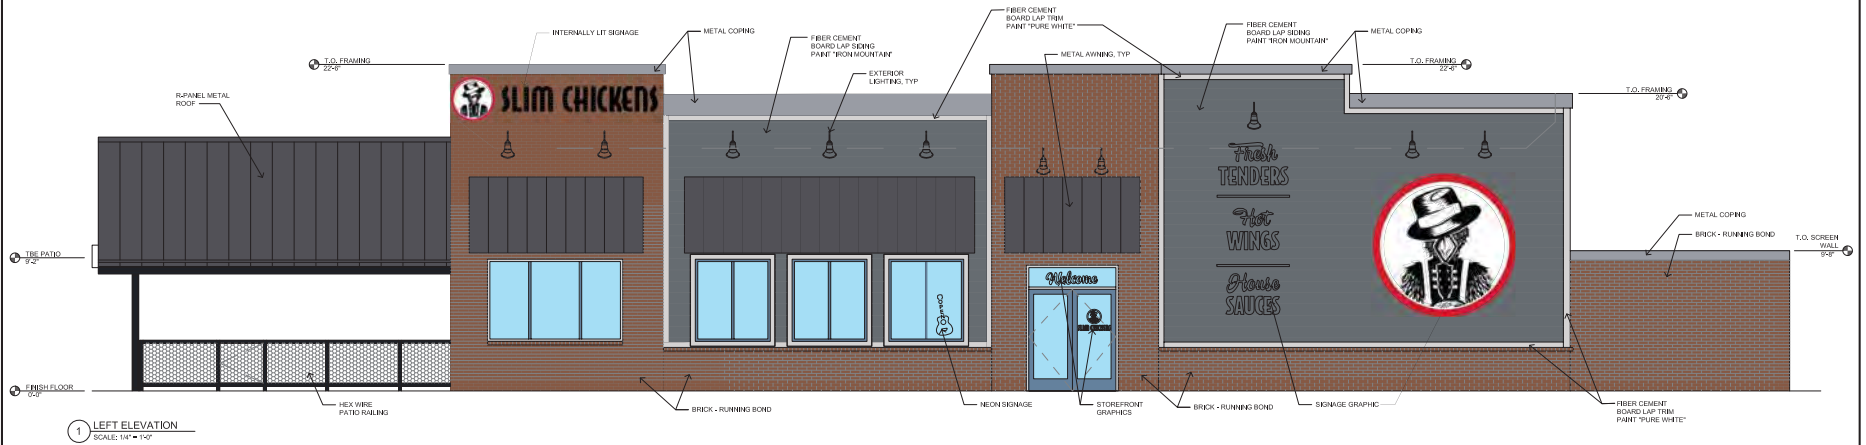 FIBER CEMENT
BOARD LAP TRIM
PAINT "PURE WHITE"
INTERNALLY LIT SIGNAGE
METAL COPING
FIBER CEMENT
BOARD LAP SIDING
PAINT "IRON MOUNTAIN"
FIBER CEMENT
BOARD LAP SIDING
PAINT "IRON MOUNTAIN"
METAL COPING
METAL AWNING, TYP
T.O. FRAMING
22'-6"
EXTERIOR
LIGHTING, TYP
T.O. FRAMING
22'-6"
T.O. FRAMING
20'-6"
R-PANEL METAL
ROOF
SLIM CHICKENS
Fresh
TENDERS
Hot
WINGS
House
SAUCES
METAL COPING
BRICK - RUNNING BOND
T.O. SCREEN
WALL
9'-8"
TBE PATIO
9'-2"
Welcome
SLIM CHICKENS
FINISH FLOOR
0'-0"
HEX WIRE
PATIO RAILING
BRICK - RUNNING BOND
NEON SIGNAGE
STOREFRONT
GRAPHICS
BRICK - RUNNING BOND
SIGNAGE GRAPHIC
FIBER CEMENT
BOARD LAP TRIM
PAINT "PURE WHITE"
1
LEFT ELEVATION
SCALE: 1/4" = 1'-0"